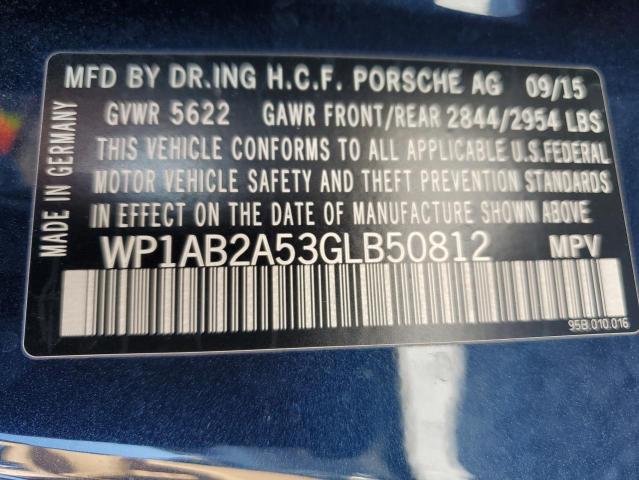 MFD BY DR.ING H.C.F. PORSCHE AG 09/15
GVWR 5622 GAWR FRONT/REAR 2844/2954 LBS
THIS VEHICLE CONFORMS TO ALL APPLICABLE U.S.FEDERAL
MOTOR VEHICLE SAFETY AND THEFT PREVENTION STANDARDS
IN EFFECT ON THE DATE OF MANUFACTURE SHOWN ABOVE.
WP1AB2A53GLB50812 MPV
95B.010.016
MADE IN GERMANY